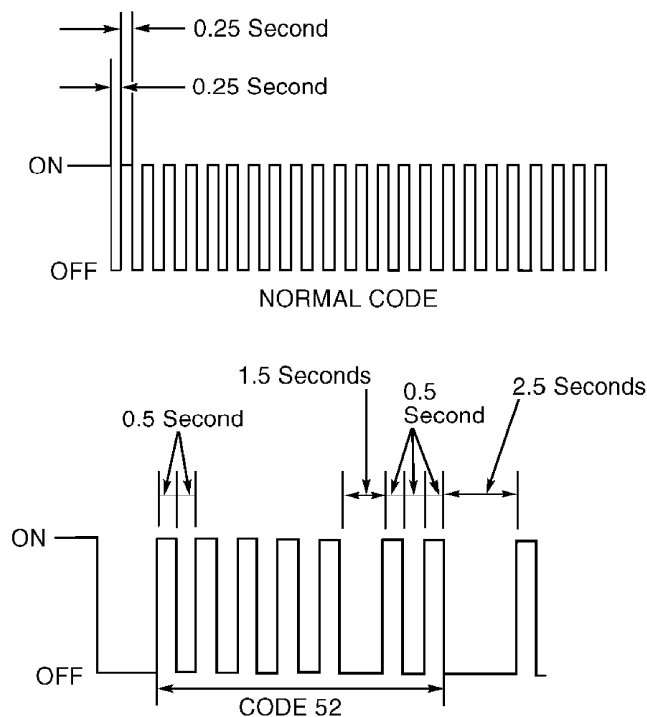 0.25 Second
0.25 Second
ON
OFF
NORMAL CODE
1.5 Seconds
0.5 Second
0.5
Second
2.5 Seconds
ON
OFF
CODE 52